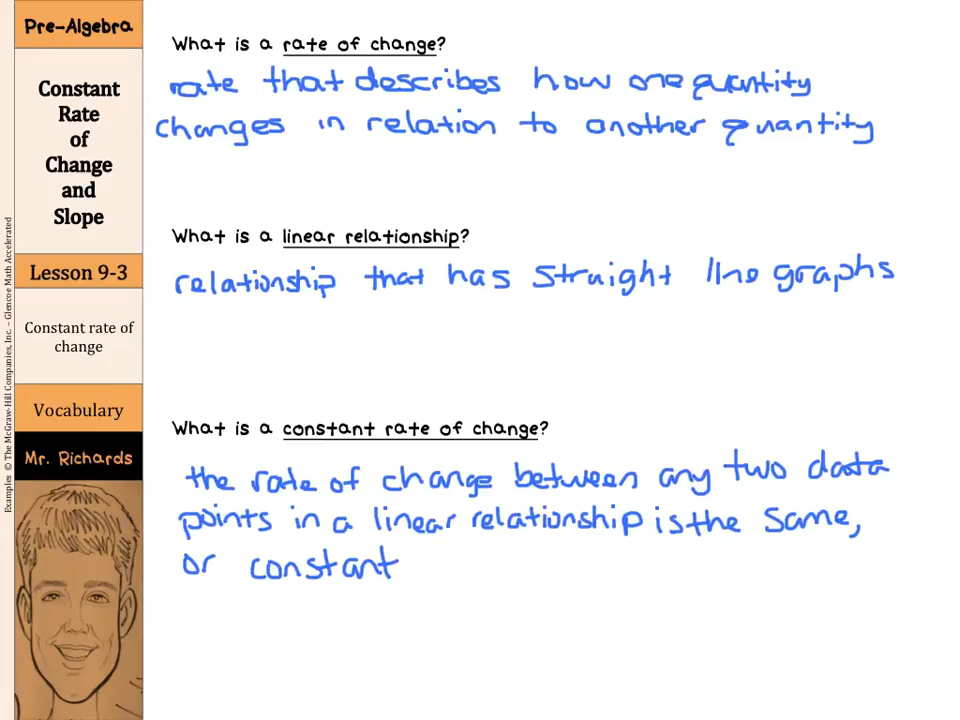 Pre-Algebra
Constant
Rate
of
Change
and
Slope
Lesson 9-3
Constant rate of
change
Vocabulary
Mr. Richards
Examples © The McGraw-Hill Companies, Inc. – Glencoe Math Accelerated
What is a rate of change?
rate that describes how one quantity
changes in relation to another quantity
What is a linear relationship?
relationship that has straight line graphs
What is a constant rate of change?
the rate of change between any two data
points in a linear relationship is the same,
or constant